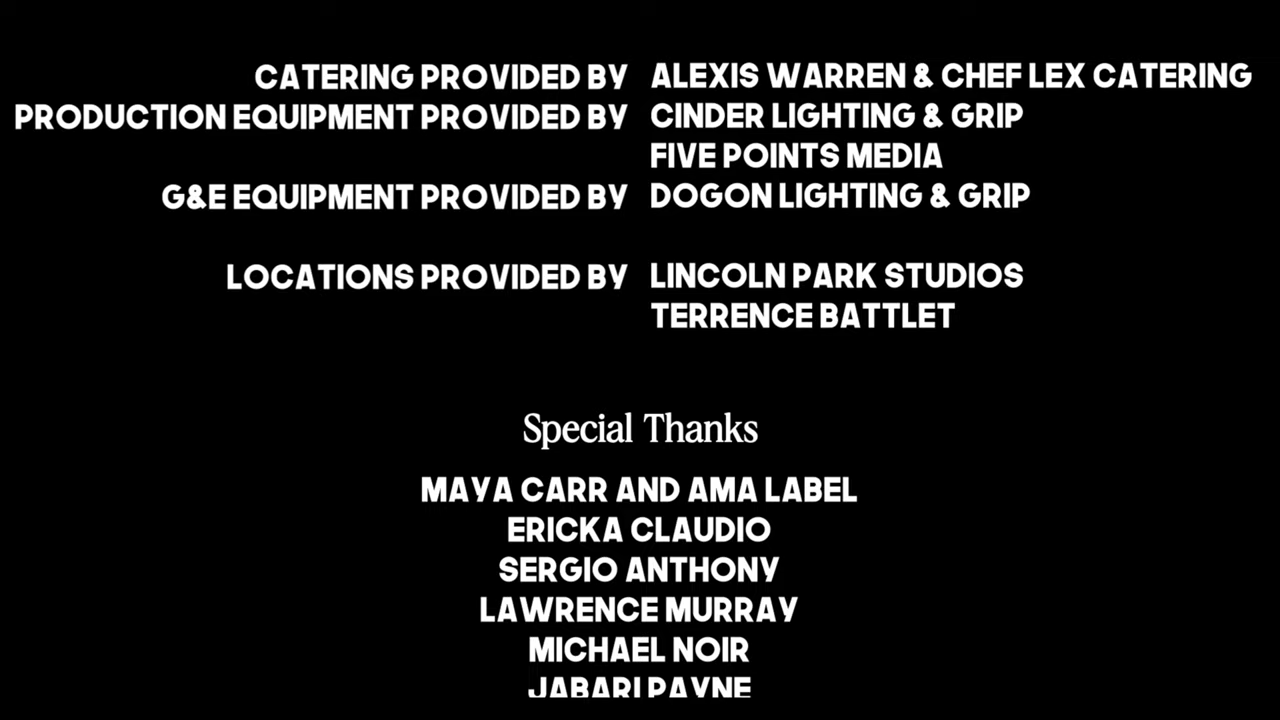 CATERING PROVIDED BY ALEXIS WARREN & CHEF LEX CATERING
PRODUCTION EQUIPMENT PROVIDED BY CINDER LIGHTING & GRIP
FIVE POINTS MEDIA
G&E EQUIPMENT PROVIDED BY DOGON LIGHTING & GRIP
LOCATIONS PROVIDED BY LINCOLN PARK STUDIOS
TERRENCE BATTLET
Special Thanks
MAYA CARR AND AMA LABEL
ERICKA CLAUDIO
SERGIO ANTHONY
LAWRENCE MURRAY
MICHAEL NOIR
JABARI PAYNE